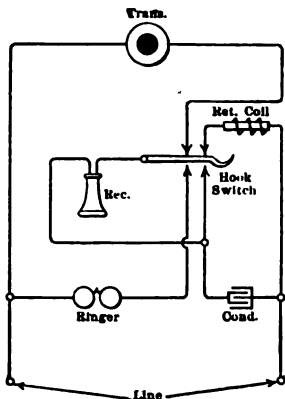 Trans.
Ret. Coil
Rec.
Hook
Switch
Ringer
Cond.
Line